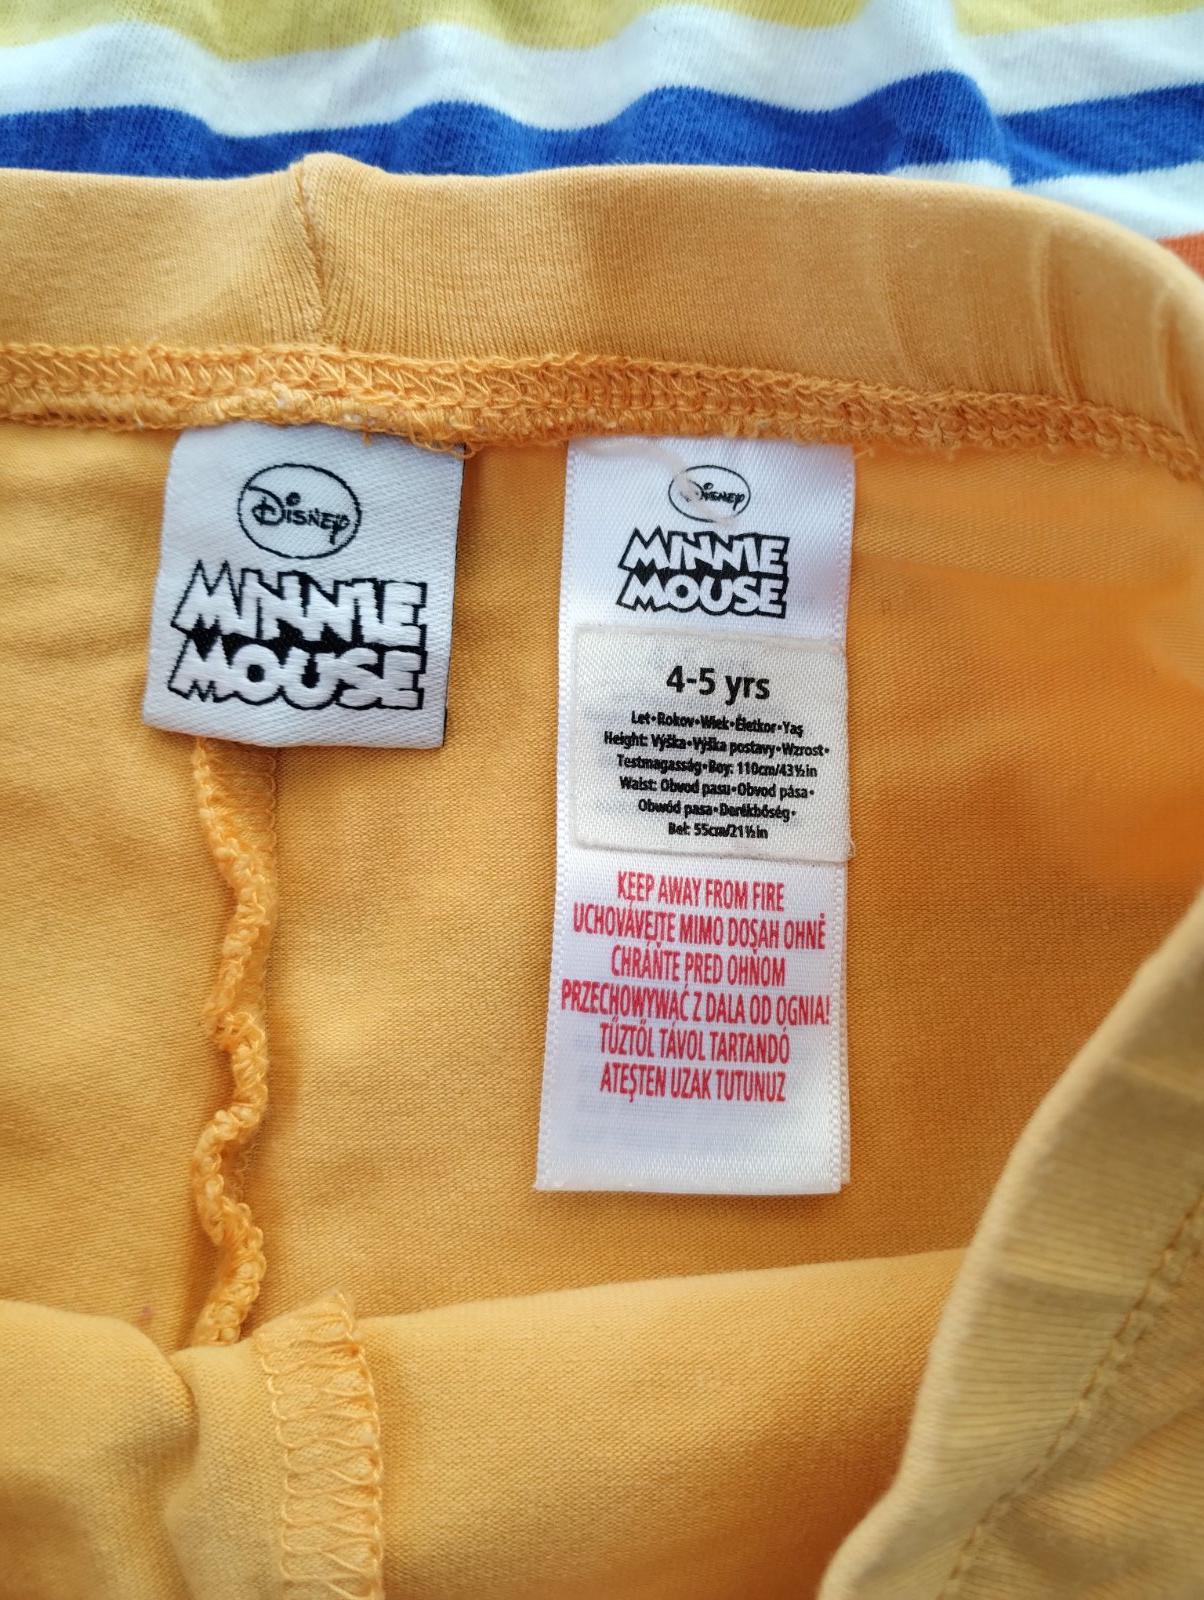 Disney
MINNIE
MOUSE
Disney
MINNIE
MOUSE
4-5 yrs
Let•Rokov•Wiek•Életkor•Yaş
Height: Výška•Výška postavy•Wzrost•
Testmagasság•Boy: 110cm/43½in
Waist: Obvod pasu•Obvod pása•
Obwód pasa•Derékbőség•
Bel: 55cm/21½in
KEEP AWAY FROM FIRE
UCHOVÁVEJTE MIMO DOSAH OHNĚ
CHRÁŇTE PRED OHŇOM
PRZECHOWYWAĆ Z DALA OD OGNIA!
TŰZTŐL TÁVOL TARTANDÓ
ATEŞTEN UZAK TUTUNUZ